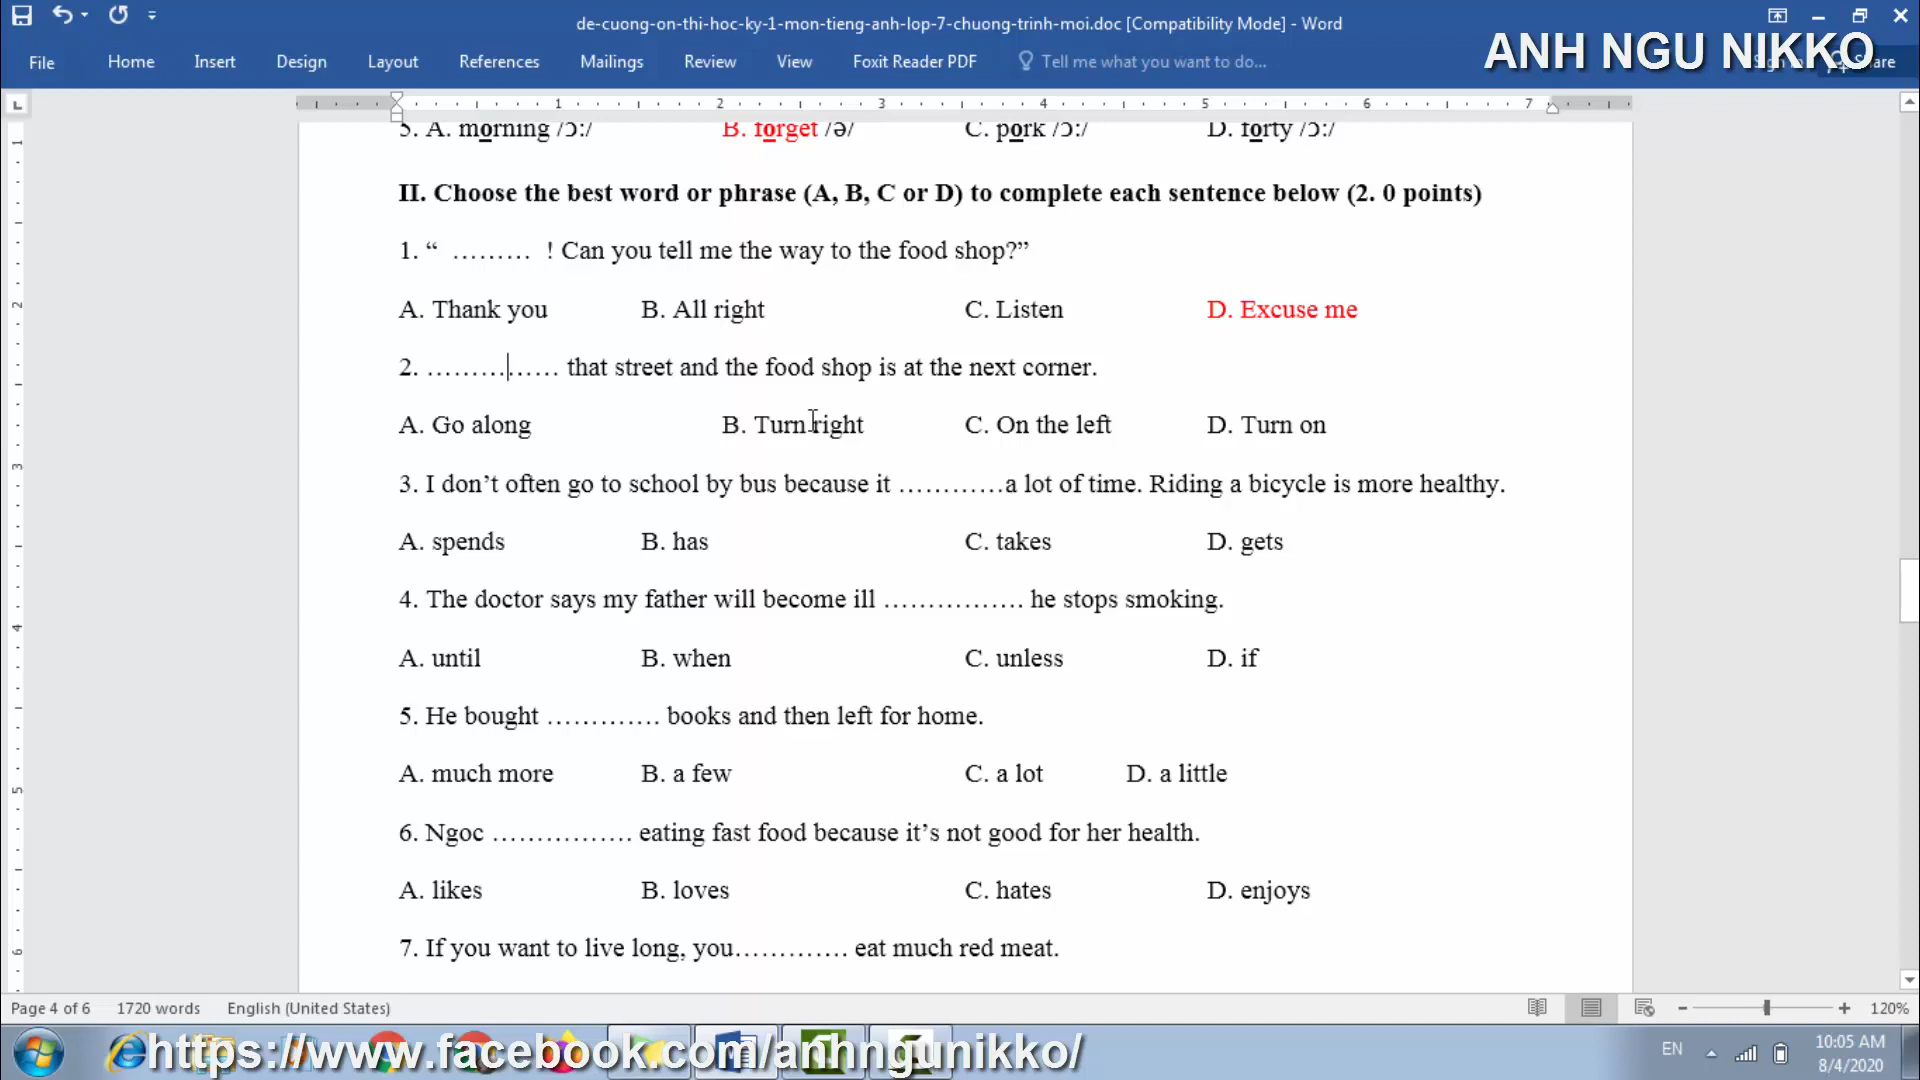 de-cuong-on-thi-hoc-ky-1-mon-tieng-anh-lop-7-chuong-trinh-moi.doc [Compatibility Mode] - Word
File Home Insert Design Layout References Mailings Review View Foxit Reader PDF Tell me what you want to do...
ANH NGU NIKKO
1 2 3 4 5 6 7
5. A. morning /ɔ:/ B. forget /ə/ C. pork /ɔ:/ D. forty /ɔ:/
II. Choose the best word or phrase (A, B, C or D) to complete each sentence below (2. 0 points)
1. “ ……… ! Can you tell me the way to the food shop?”
A. Thank you B. All right C. Listen D. Excuse me
2. …………… that street and the food shop is at the next corner.
A. Go along B. Turn right C. On the left D. Turn on
3. I don’t often go to school by bus because it …………a lot of time. Riding a bicycle is more healthy.
A. spends B. has C. takes D. gets
4. The doctor says my father will become ill ……………. he stops smoking.
A. until B. when C. unless D. if
5. He bought …………. books and then left for home.
A. much more B. a few C. a lot D. a little
6. Ngoc ……………. eating fast food because it’s not good for her health.
A. likes B. loves C. hates D. enjoys
7. If you want to live long, you…………. eat much red meat.
Page 4 of 6 1720 words English (United States) 120%
https://www.facebook.com/anhngunikko/
EN 10:05 AM
8/4/2020